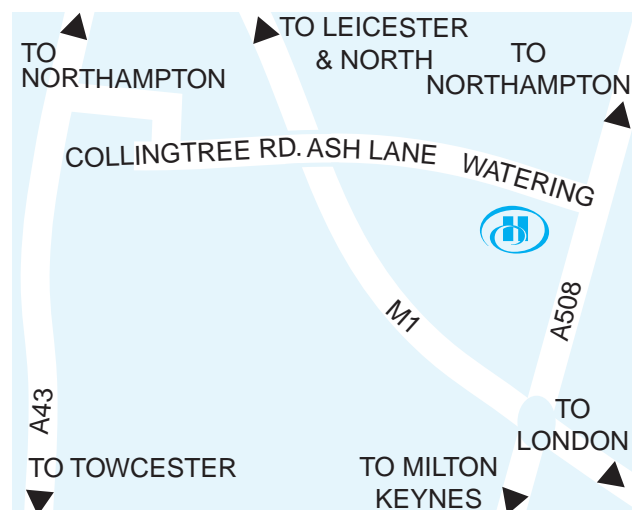 TO
NORTHAMPTON
TO LEICESTER
& NORTH
TO
NORTHAMPTON
COLLINGTREE RD. ASH LANE WATERING
M1
A508
A43
TO
LONDON
TO TOWCESTER
TO MILTON
KEYNES